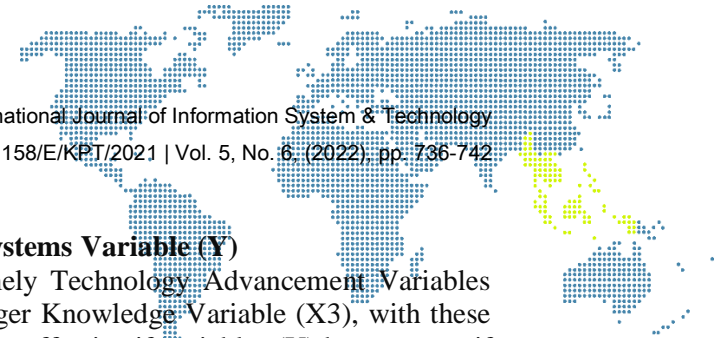 national Journal of Information System & Technology
158/E/KPT/2021 | Vol. 5, No. 6, (2022), pp. 736-742
ystems Variable (Y)
nely Technology Advancement Variables
ger Knowledge Variable (X3), with these